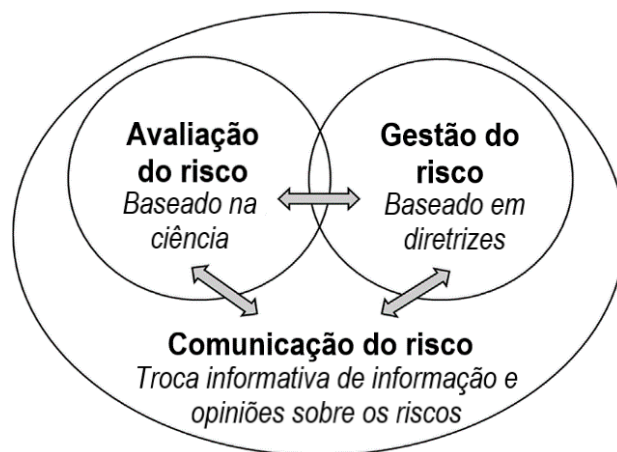 Avaliação
do risco
Baseado na
ciência
Gestão do
risco
Baseado em
diretrizes
Comunicação do risco
Troca informativa de informação e
opiniões sobre os riscos